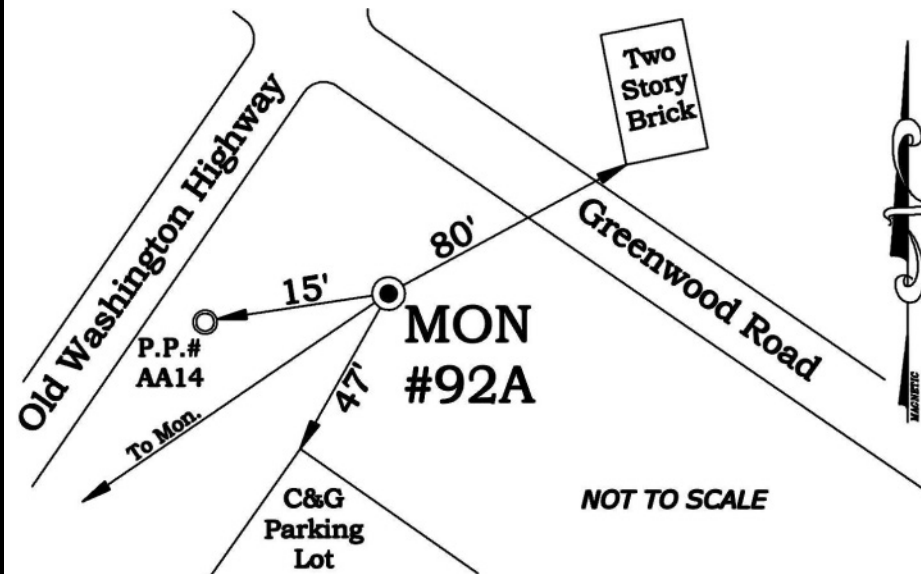 Two
Story
Brick
Old Washington Highway
Greenwood Road
80'
15'
MON
#92A
P.P.#
AA14
47'
To Mon.
C&G
Parking
Lot
NOT TO SCALE
MAGNETIC